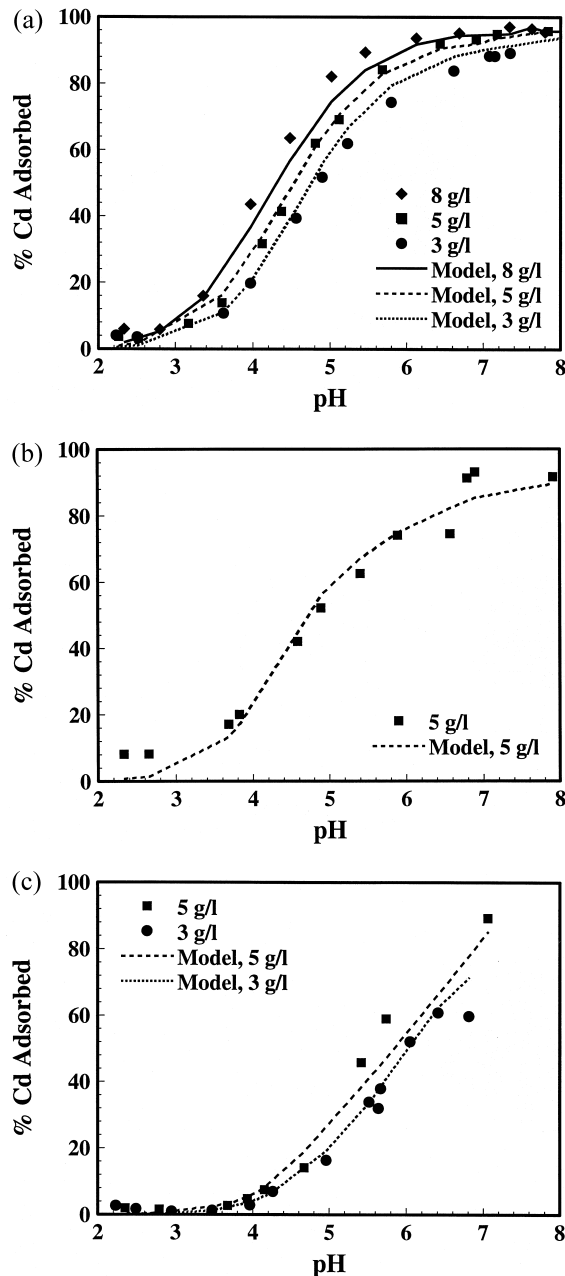 (a)
100
80
60
40
20
0
% Cd Adsorbed
8 g/l
5 g/l
3 g/l
Model, 8 g/l
Model, 5 g/l
Model, 3 g/l
2 3 4 5 6 7 8
pH
(b)
100
80
60
40
20
0
% Cd Adsorbed
5 g/l
Model, 5 g/l
2 3 4 5 6 7 8
pH
(c)
100
80
60
40
20
0
% Cd Adsorbed
5 g/l
3 g/l
Model, 5 g/l
Model, 3 g/l
2 3 4 5 6 7 8
pH